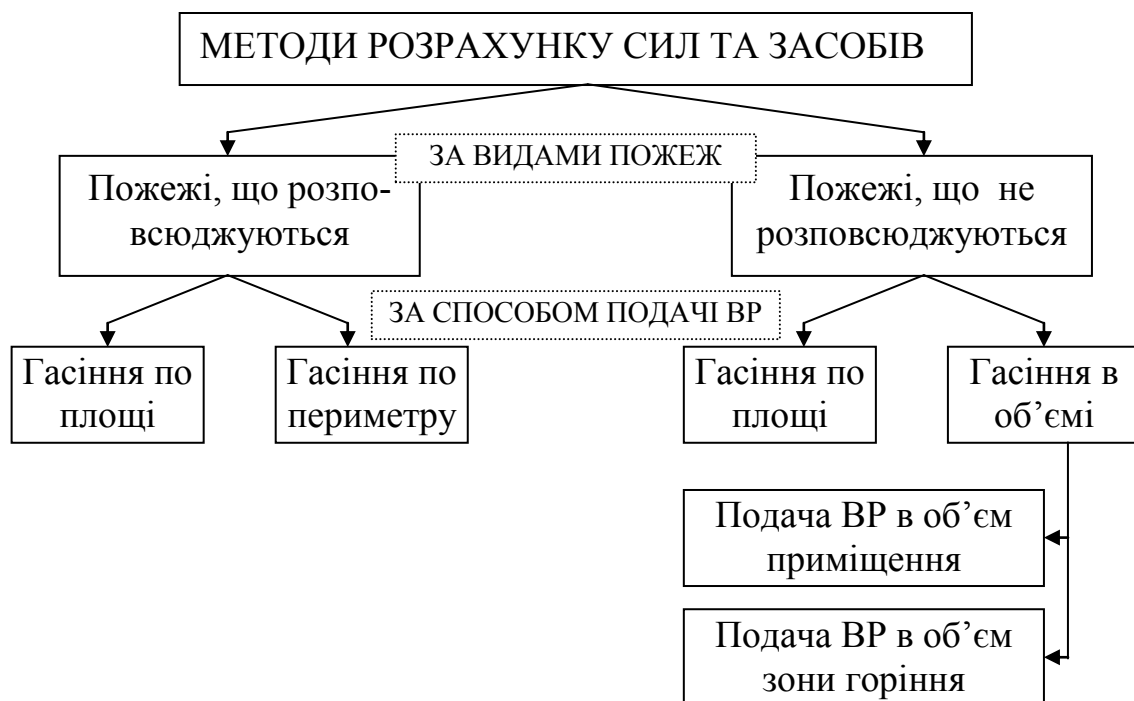 МЕТОДИ РОЗРАХУНКУ СИЛ ТА ЗАСОБІВ
ЗА ВИДАМИ ПОЖЕЖ
Пожежі, що розпо-
всюджуються
Пожежі, що не
розповсюджуються
ЗА СПОСОБОМ ПОДАЧІ ВР
Гасіння по
площі
Гасіння по
периметру
Гасіння по
площі
Гасіння в
об’ємі
Подача ВР в об’єм
приміщення
Подача ВР в об’єм
зони горіння